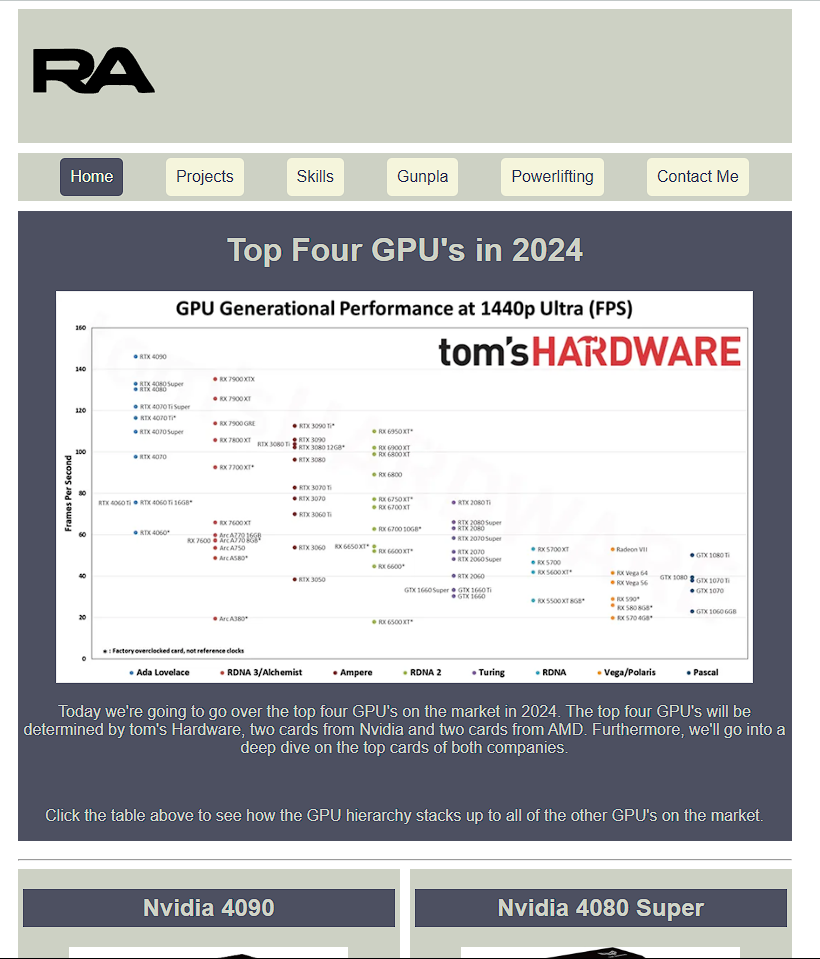 RA
Home Projects Skills Gunpla Powerlifting Contact Me
Top Four GPU's in 2024
GPU Generational Performance at 1440p Ultra (FPS)
tom'sHARDWARE
Frames Per Second
160
140
120
100
80
60
40
20
0
RTX 4090
RTX 4080 Super
RTX 4080
RTX 4070 Ti Super
RTX 4070 Ti*
RTX 4070 Super
RTX 4070
RTX 4060 Ti
RTX 4060 Ti 16GB*
RTX 4060*
RX 7900 XTX
RX 7900 XT
RX 7900 GRE
RX 7800 XT
RX 7700 XT*
RX 7600 XT
Arc A770 16GB
RX 7600
Arc A770 8GB*
Arc A750
Arc A580*
Arc A380*
RTX 3090 Ti*
RTX 3090
RTX 3080 Ti
RTX 3080 12GB*
RTX 3080
RTX 3070 Ti
RTX 3070
RTX 3060 Ti
RTX 3060
RTX 3050
RX 6950 XT*
RX 6900 XT
RX 6800 XT
RX 6800
RX 6750 XT*
RX 6700 XT
RX 6700 10GB*
RX 6650 XT*
RX 6600 XT*
RX 6600*
RX 6500 XT*
RTX 2080 Ti
RTX 2080 Super
RTX 2080
RTX 2070 Super
RTX 2070
RTX 2060 Super
RTX 2060
GTX 1660 Super
GTX 1660 Ti
GTX 1660
RX 5700 XT
RX 5700
RX 5600 XT*
RX 5500 XT 8GB*
Radeon VII
RX Vega 64
RX Vega 56
RX 590*
RX 580 8GB*
RX 570 4GB*
GTX 1080 Ti
GTX 1080
GTX 1070 Ti
GTX 1070
GTX 1060 6GB
* : Factory overclocked card, not reference clocks
Ada Lovelace RDNA 3/Alchemist Ampere RDNA 2 Turing RDNA Vega/Polaris Pascal
Today we're going to go over the top four GPU's on the market in 2024. The top four GPU's will be
determined by tom's Hardware, two cards from Nvidia and two cards from AMD. Furthermore, we'll go into a
deep dive on the top cards of both companies.
Click the table above to see how the GPU hierarchy stacks up to all of the other GPU's on the market.
Nvidia 4090
Nvidia 4080 Super